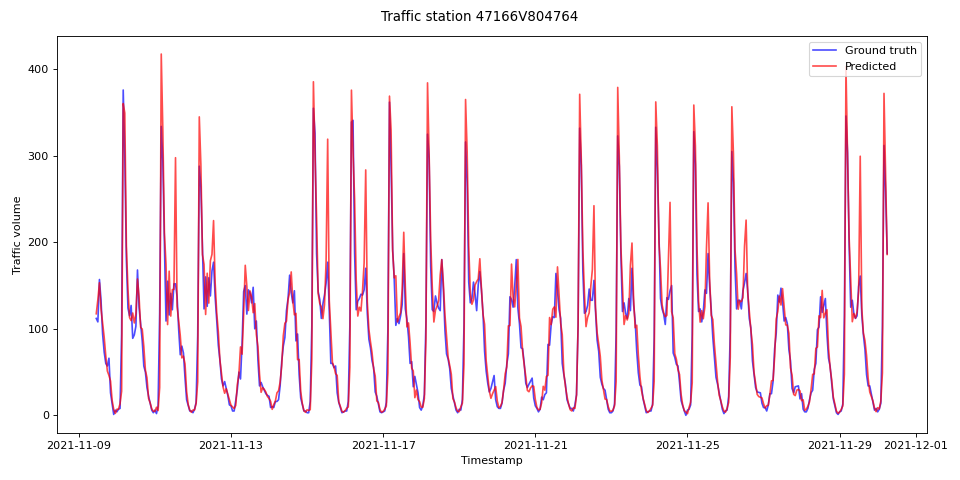 Traffic station 47166V804764
Ground truth
Predicted
Traffic volume
400
300
200
100
0
2021-11-09
2021-11-13
2021-11-17
2021-11-21
2021-11-25
2021-11-29
2021-12-01
Timestamp